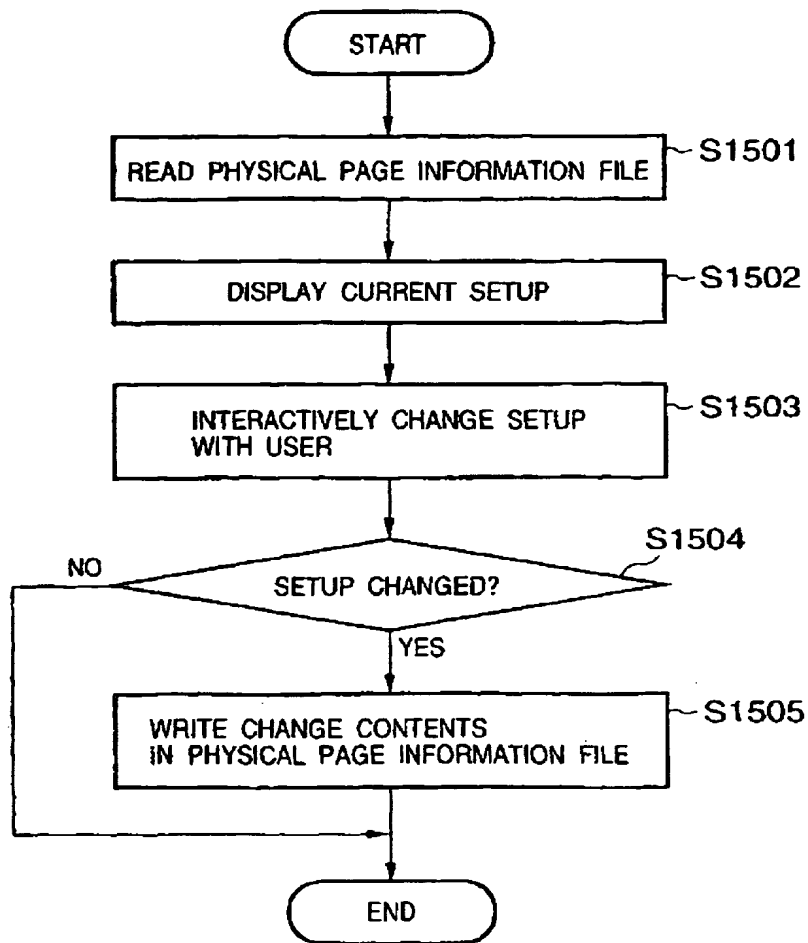 START
READ PHYSICAL PAGE INFORMATION FILE
S1501
DISPLAY CURRENT SETUP
S1502
INTERACTIVELY CHANGE SETUP
WITH USER
S1503
S1504
NO
SETUP CHANGED?
YES
WRITE CHANGE CONTENTS
IN PHYSICAL PAGE INFORMATION FILE
S1505
END